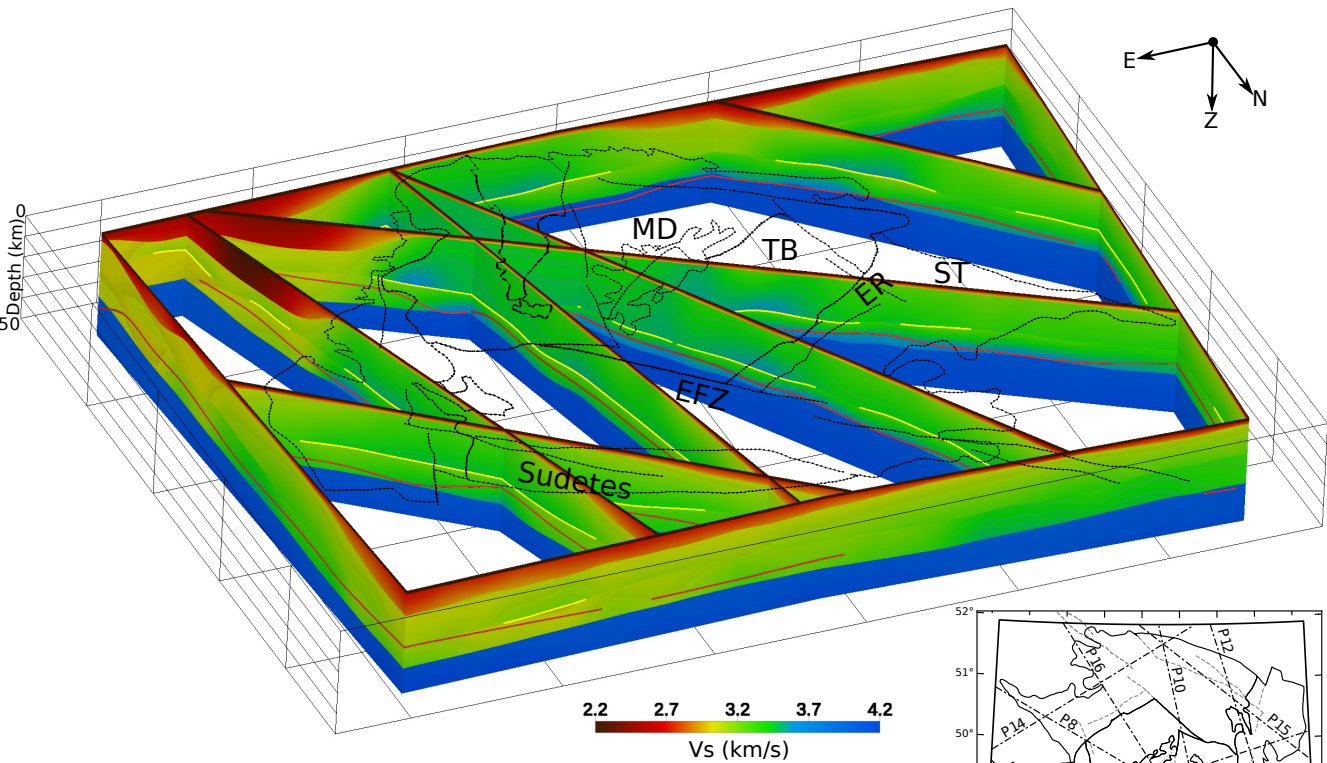 E
N
Z
0
Depth (km)
50
MD
TB
ST
ER
EFZ
Sudetes
2.2 2.7 3.2 3.7 4.2
Vs (km/s)
52°
51°
50°
P12
P16
P10
P14
P8
P15